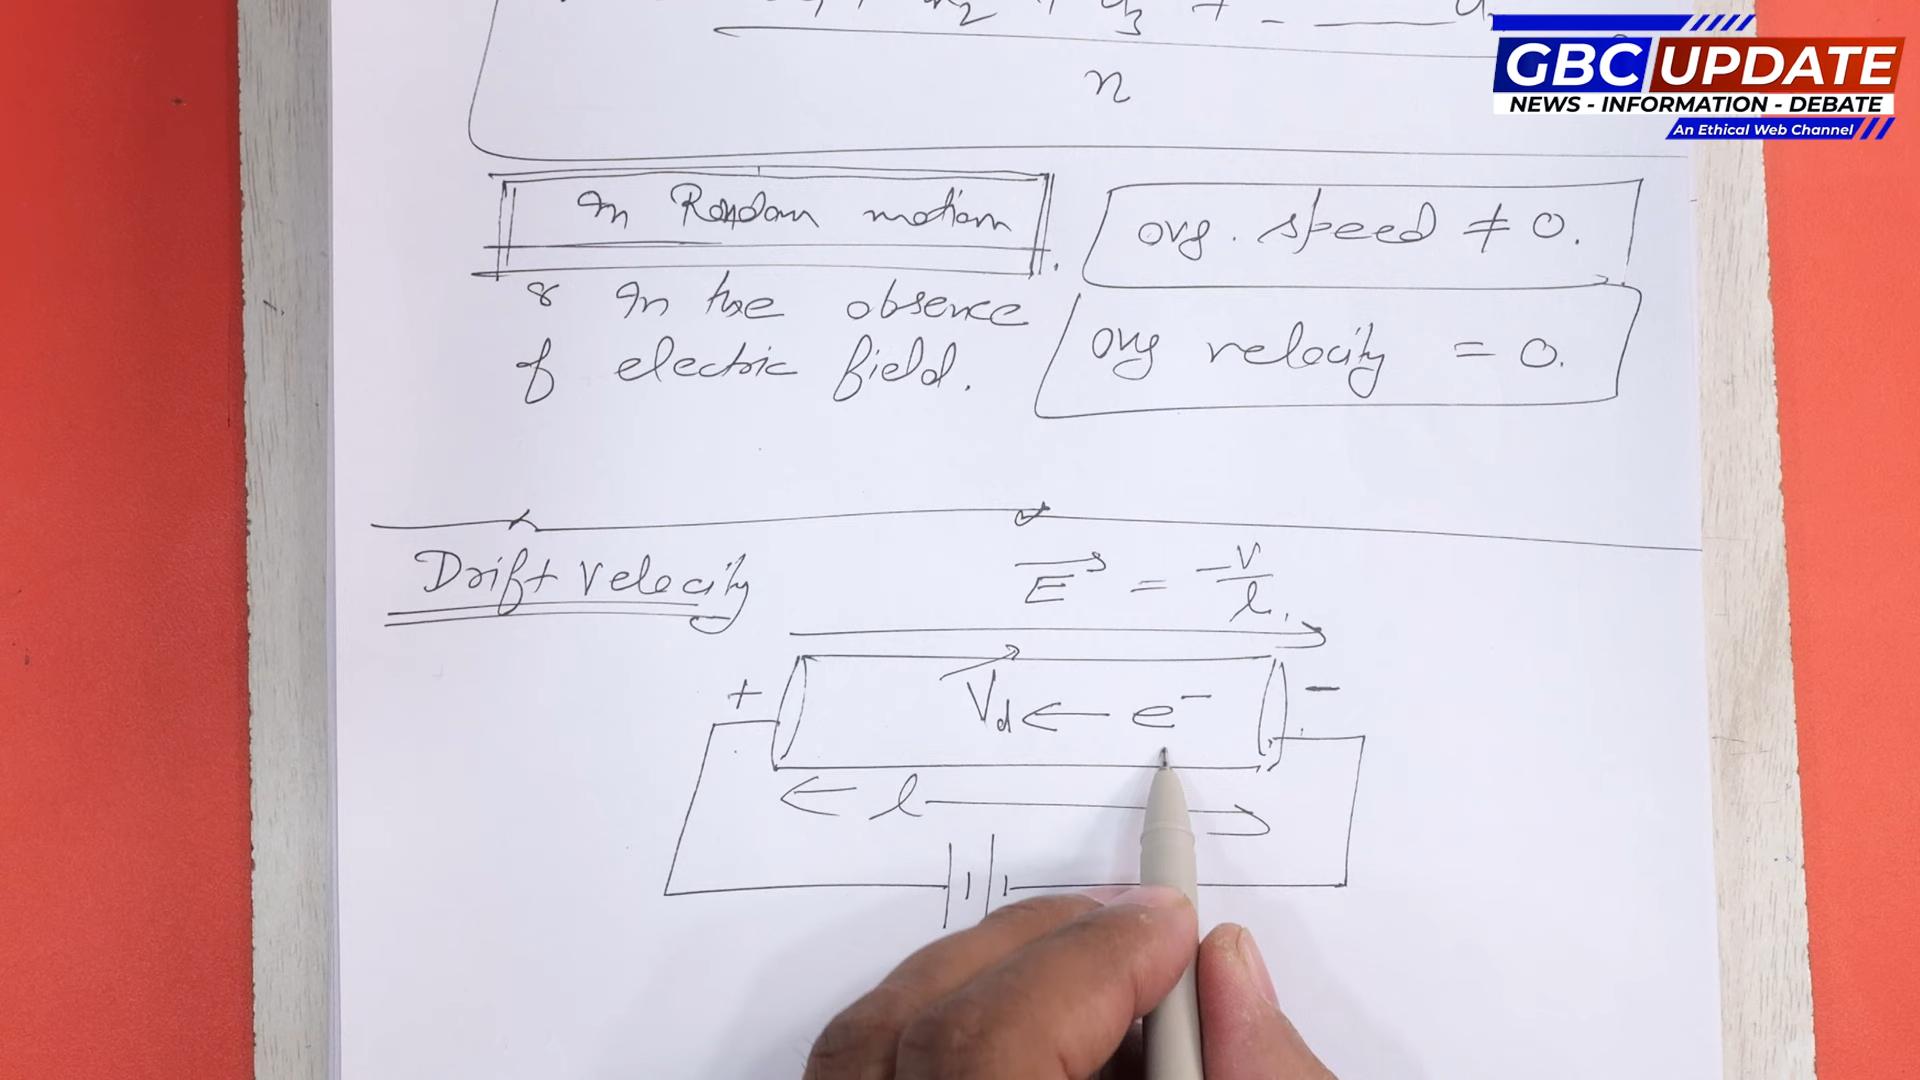 n
GBC UPDATE
NEWS - INFORMATION - DEBATE
An Ethical Web Channel
In Random motion
avg. speed ≠ 0.
& In the absence
of electric field.
avg velocity = 0.
Drift Velocity
E = -V/l
+ Vd ← e⁻ -
l